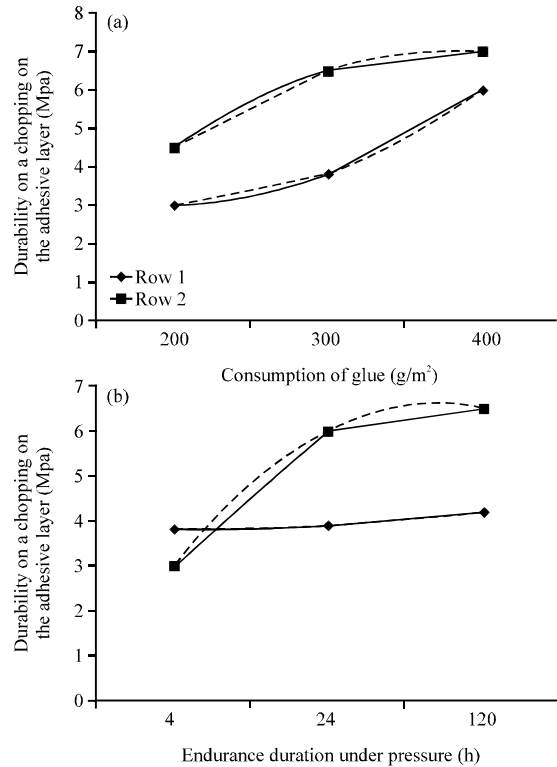 (a)
8
7
6
5
4
3
2
1
0
Durability on a chopping on
the adhesive layer (Mpa)
Row 1
Row 2
200 300 400
Consumption of glue (g/m²)
(b)
7
6
5
4
3
2
1
0
Durability on a chopping on
the adhesive layer (Mpa)
4 24 120
Endurance duration under pressure (h)